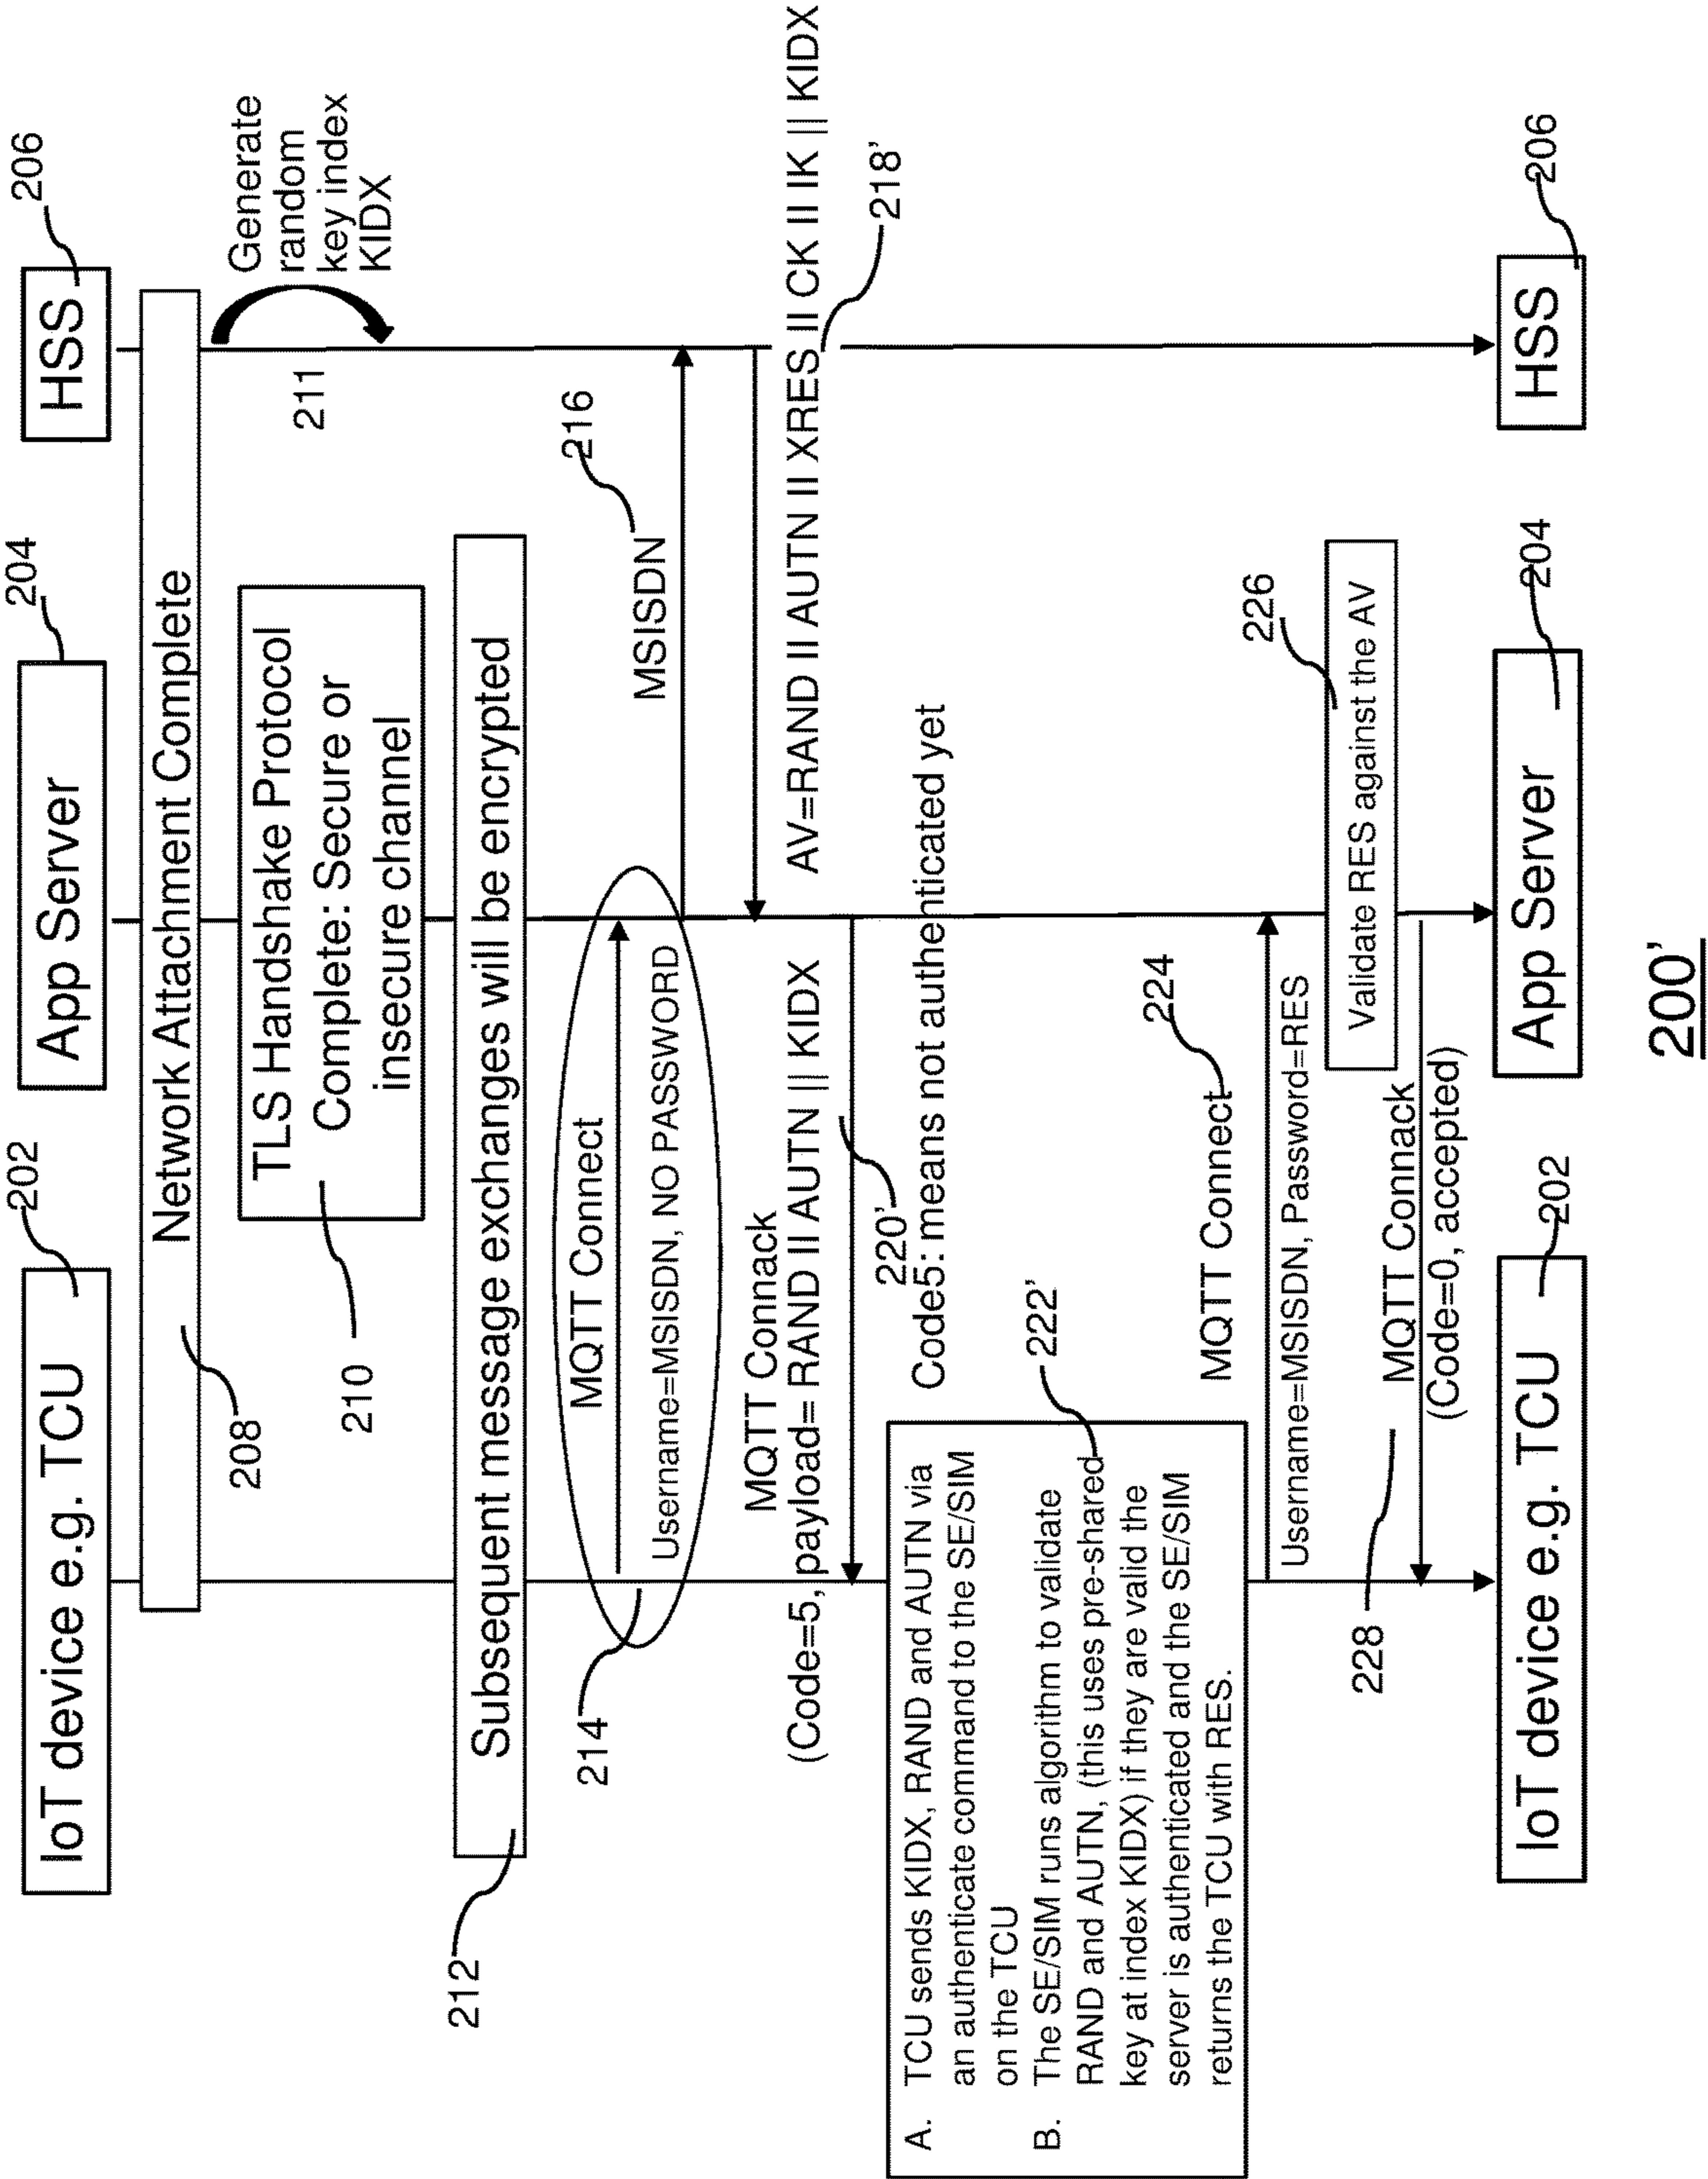 202
204
206
IoT device e.g. TCU
App Server
HSS
Network Attachment Complete
208
Generate
random
key index
KIDX
211
TLS Handshake Protocol
Complete: Secure or
insecure channel
210
Subsequent message exchanges will be encrypted
212
MQTT Connect
Username=MSISDN, NO PASSWORD
214
MSISDN
216
AV=RAND II AUTN II XRES II CK II IK || KIDX
218'
MQTT Connack
(Code=5, payload= RAND II AUTN || KIDX
220'
Code5: means not authenticated yet
A. TCU sends KIDX, RAND and AUTN via
an authenticate command to the SE/SIM
on the TCU
B. The SE/SIM runs algorithm to validate
RAND and AUTN, (this uses pre-shared
key at index KIDX) if they are valid the
server is authenticated and the SE/SIM
returns the TCU with RES.
222'
MQTT Connect
224
Username=MSISDN, Password=RES
226
Validate RES against the AV
MQTT Connack
(Code=0, accepted)
228
202
204
206
IoT device e.g. TCU
App Server
HSS
200'